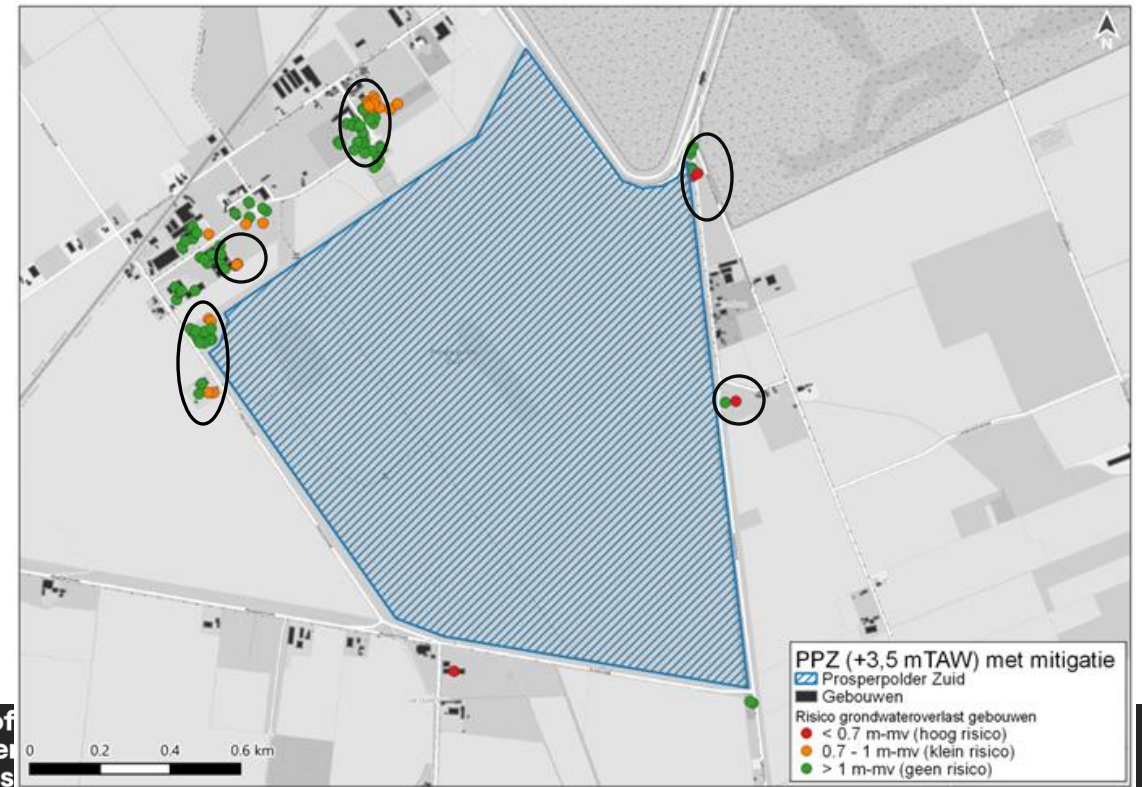 N
PPZ (+3,5 mTAW) met mitigatie
Prosperpolder Zuid
Gebouwen
Risico grondwateroverlast gebouwen
< 0.7 m-mv (hoog risico)
0.7 - 1 m-mv (klein risico)
> 1 m-mv (geen risico)
0 0.2 0.4 0.6 km